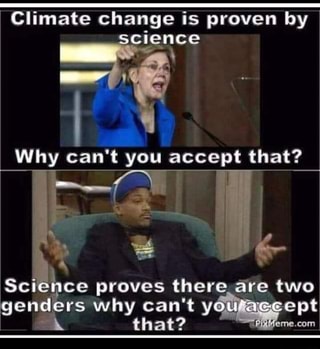 Climate change is proven by
science
Why can't you accept that?
Science proves there are two
genders why can't you accept
that?
PixMeme.com